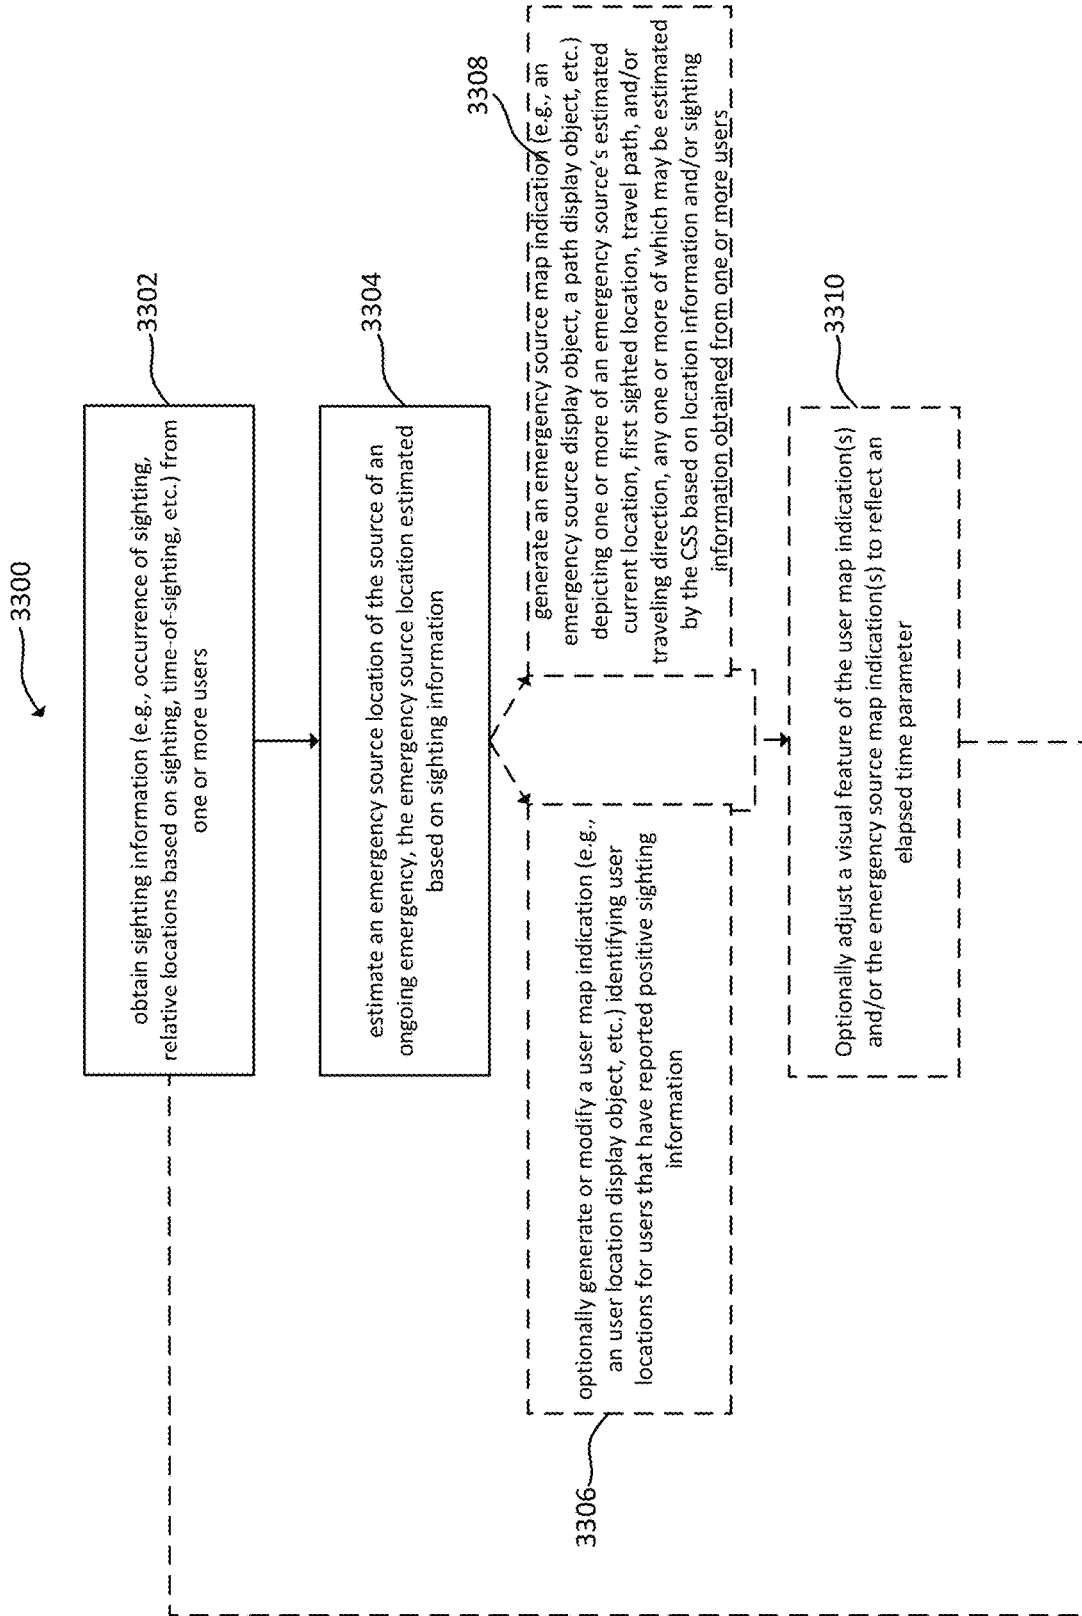 3300
3302
obtain sighting information (e.g., occurrence of sighting,
relative locations based on sighting, time-of-sighting, etc.) from
one or more users
3304
estimate an emergency source location of the source of an
ongoing emergency, the emergency source location estimated
based on sighting information
3306
optionally generate or modify a user map indication (e.g.,
an user location display object, etc.) identifying user
locations for users that have reported positive sighting
information
3308
generate an emergency source map indication (e.g., an
emergency source display object, a path display object, etc.)
depicting one or more of an emergency source's estimated
current location, first sighted location, travel path, and/or
traveling direction, any one or more of which may be estimated
by the CSS based on location information and/or sighting
information obtained from one or more users
3310
Optionally adjust a visual feature of the user map indication(s)
and/or the emergency source map indication(s) to reflect an
elapsed time parameter